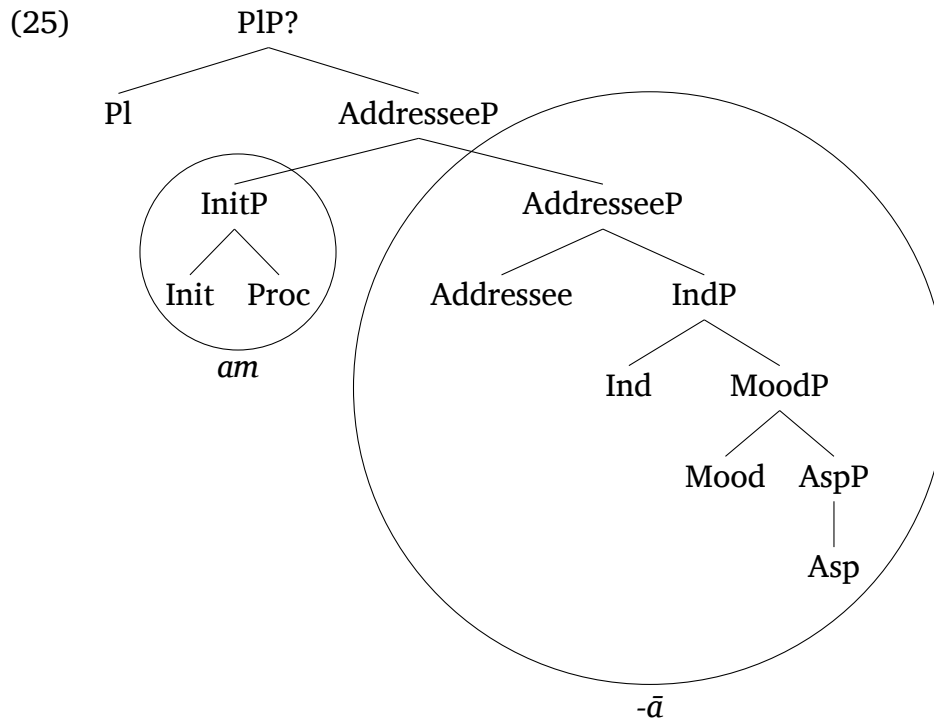 (25) PlP?
Pl AddresseeP
InitP AddresseeP
Init Proc Addressee IndP
am
Ind MoodP
Mood AspP
Asp
-ā